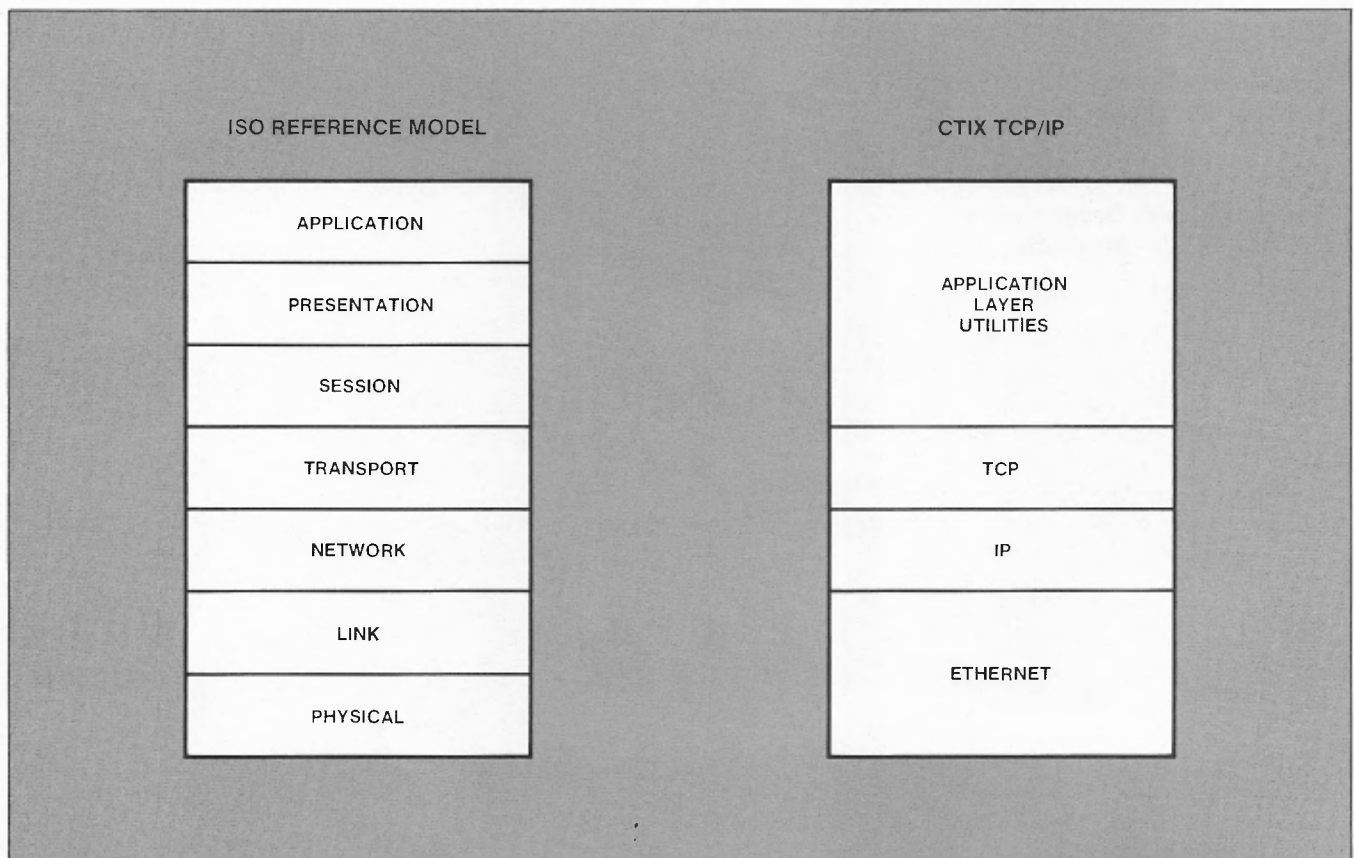 ISO REFERENCE MODEL
APPLICATION
PRESENTATION
SESSION
TRANSPORT
NETWORK
LINK
PHYSICAL
CTIX TCP/IP
APPLICATION
LAYER
UTILITIES
TCP
IP
ETHERNET